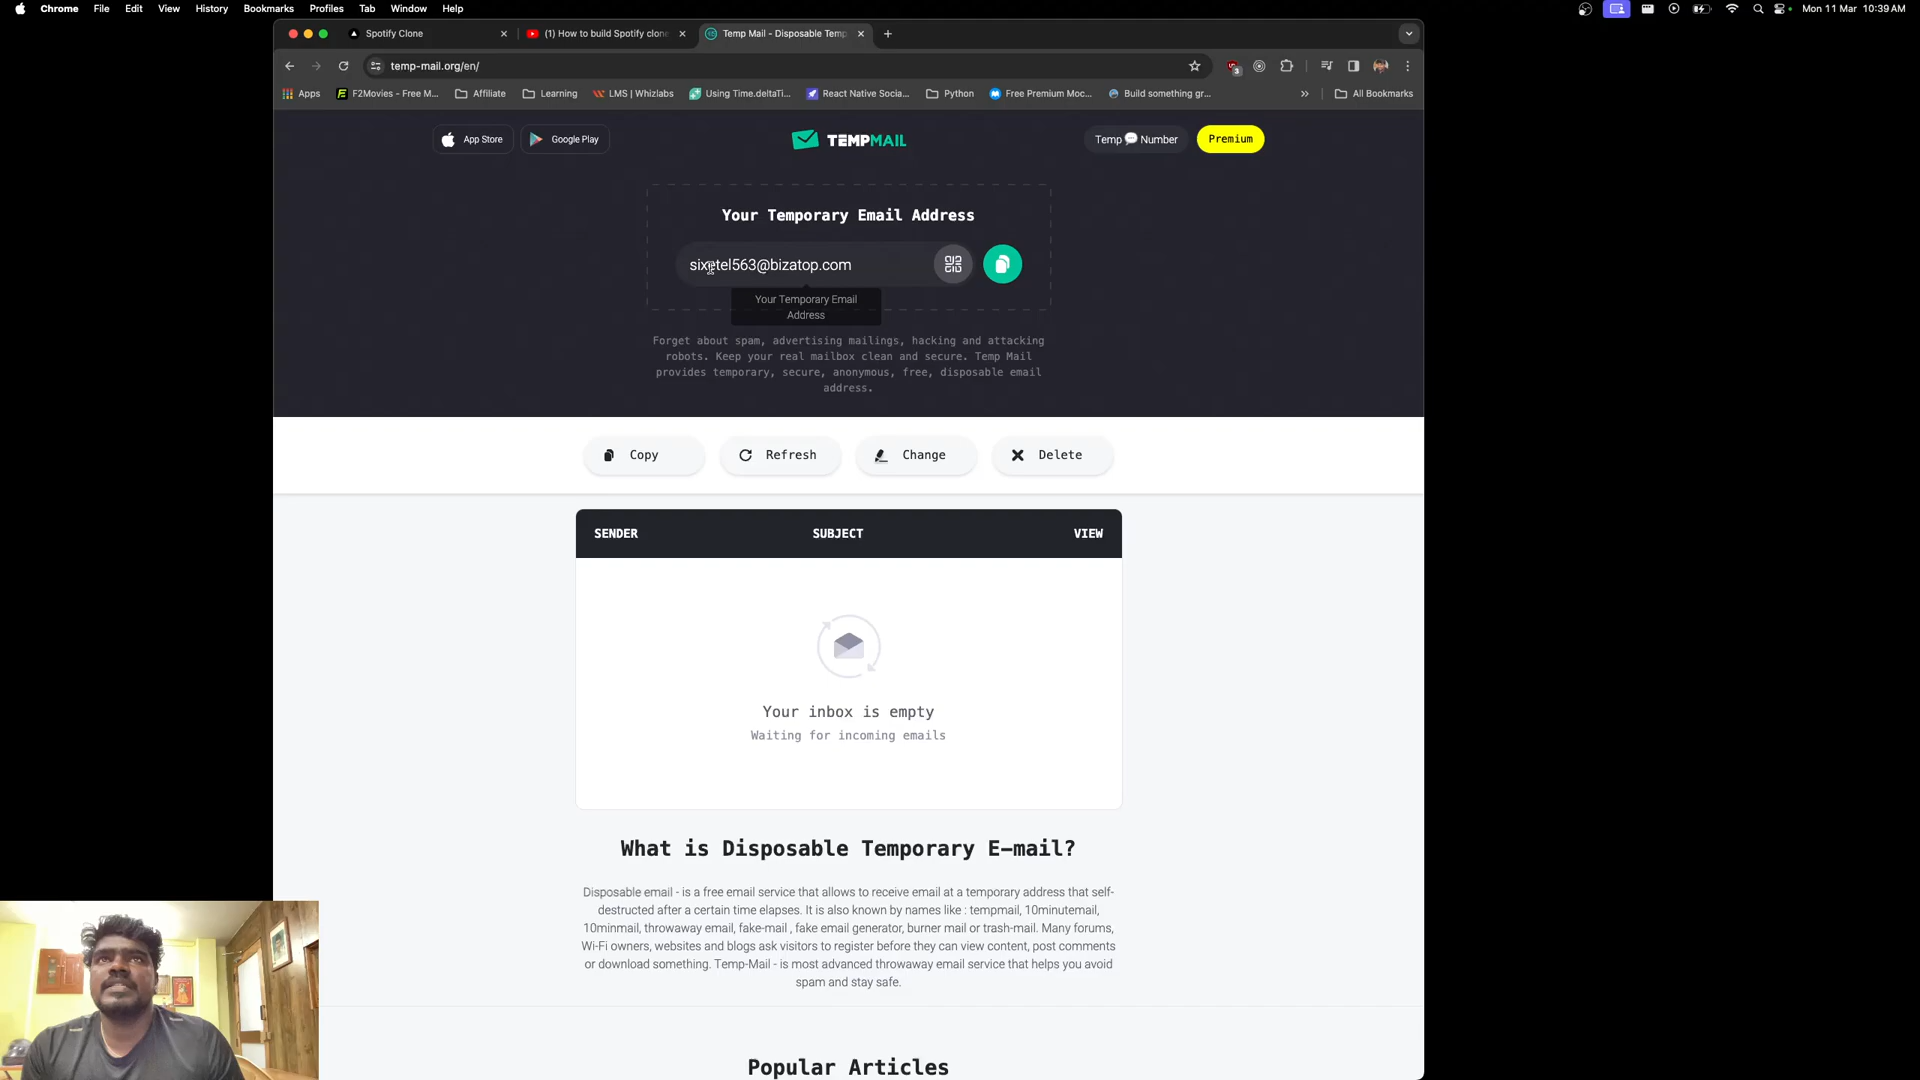 Chrome File Edit View History Bookmarks Profiles Tab Window Help Mon 11 Mar 10:39 AM
Spotify Clone (1) How to build Spotify clone Temp Mail - Disposable Temp
temp-mail.org/en/ 3
Apps F2Movies - Free M... Affiliate Learning LMS | Whizlabs Using Time.deltaTi... React Native Socia... Python Free Premium Moc... Build something gr... » All Bookmarks
App Store Google Play TEMPMAIL Temp Number Premium
Your Temporary Email Address
@bizatop.com
Your Temporary Email
Address
Forget about spam, advertising mailings, hacking and attacking
robots. Keep your real mailbox clean and secure. Temp Mail
provides temporary, secure, anonymous, free, disposable email
address.
Copy Refresh Change Delete
SENDER SUBJECT VIEW
Your inbox is empty
Waiting for incoming emails
What is Disposable Temporary E-mail?
Disposable email - is a free email service that allows to receive email at a temporary address that self-
destructed after a certain time elapses. It is also known by names like : tempmail, 10minutemail,
10minmail, throwaway email, fake-mail , fake email generator, burner mail or trash-mail. Many forums,
Wi-Fi owners, websites and blogs ask visitors to register before they can view content, post comments
or download something. Temp-Mail - is most advanced throwaway email service that helps you avoid
spam and stay safe.
Popular Articles